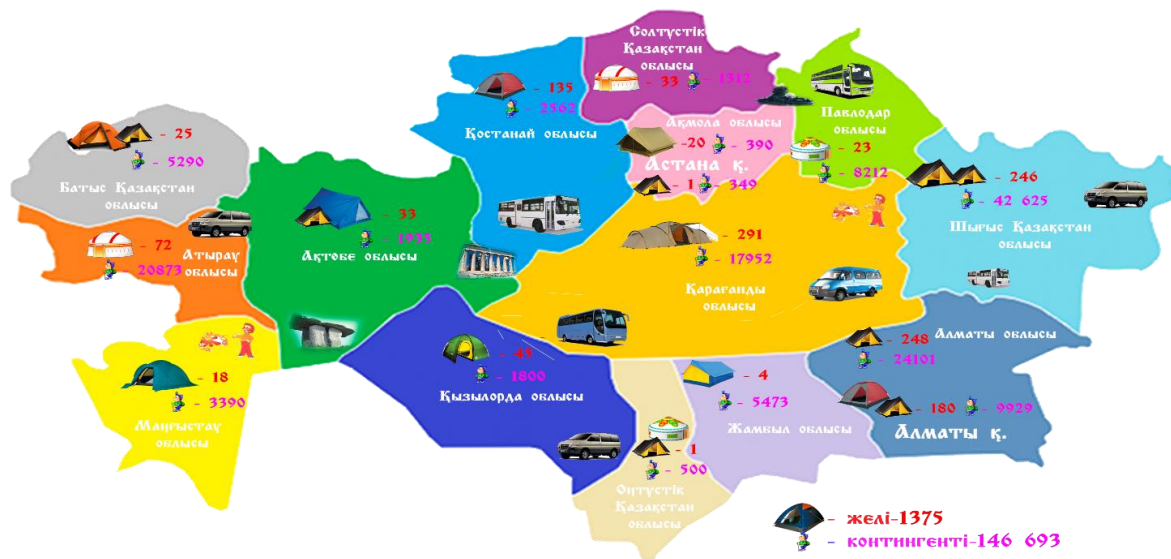 Солтүстік
Қазақстан
облысы
- 33 - 1312
- 135
- 2562
Қостанай облысы
Павлодар
облысы
- 23
- 8212
Ақмола облысы
-20 - 390
Астана қ.
- 1 - 349
- 25
- 5290
Батыс Қазақстан
облысы
- 246
- 42 625
Шығыс Қазақстан
облысы
- 33
- 1935
Ақтөбе облысы
- 72
- 20873
Атырау
облысы
- 291
- 17952
Қарағанды
облысы
- 18
- 3390
Маңғыстау
облысы
- 45
- 1800
Қызылорда облысы
Алматы облысы
- 248
- 24101
- 180 - 9929
Алматы қ.
- 4
- 5473
Жамбыл облысы
- 1
- 500
Оңтүстік
Қазақстан
облысы
- желі-1375
- контингенті-146 693